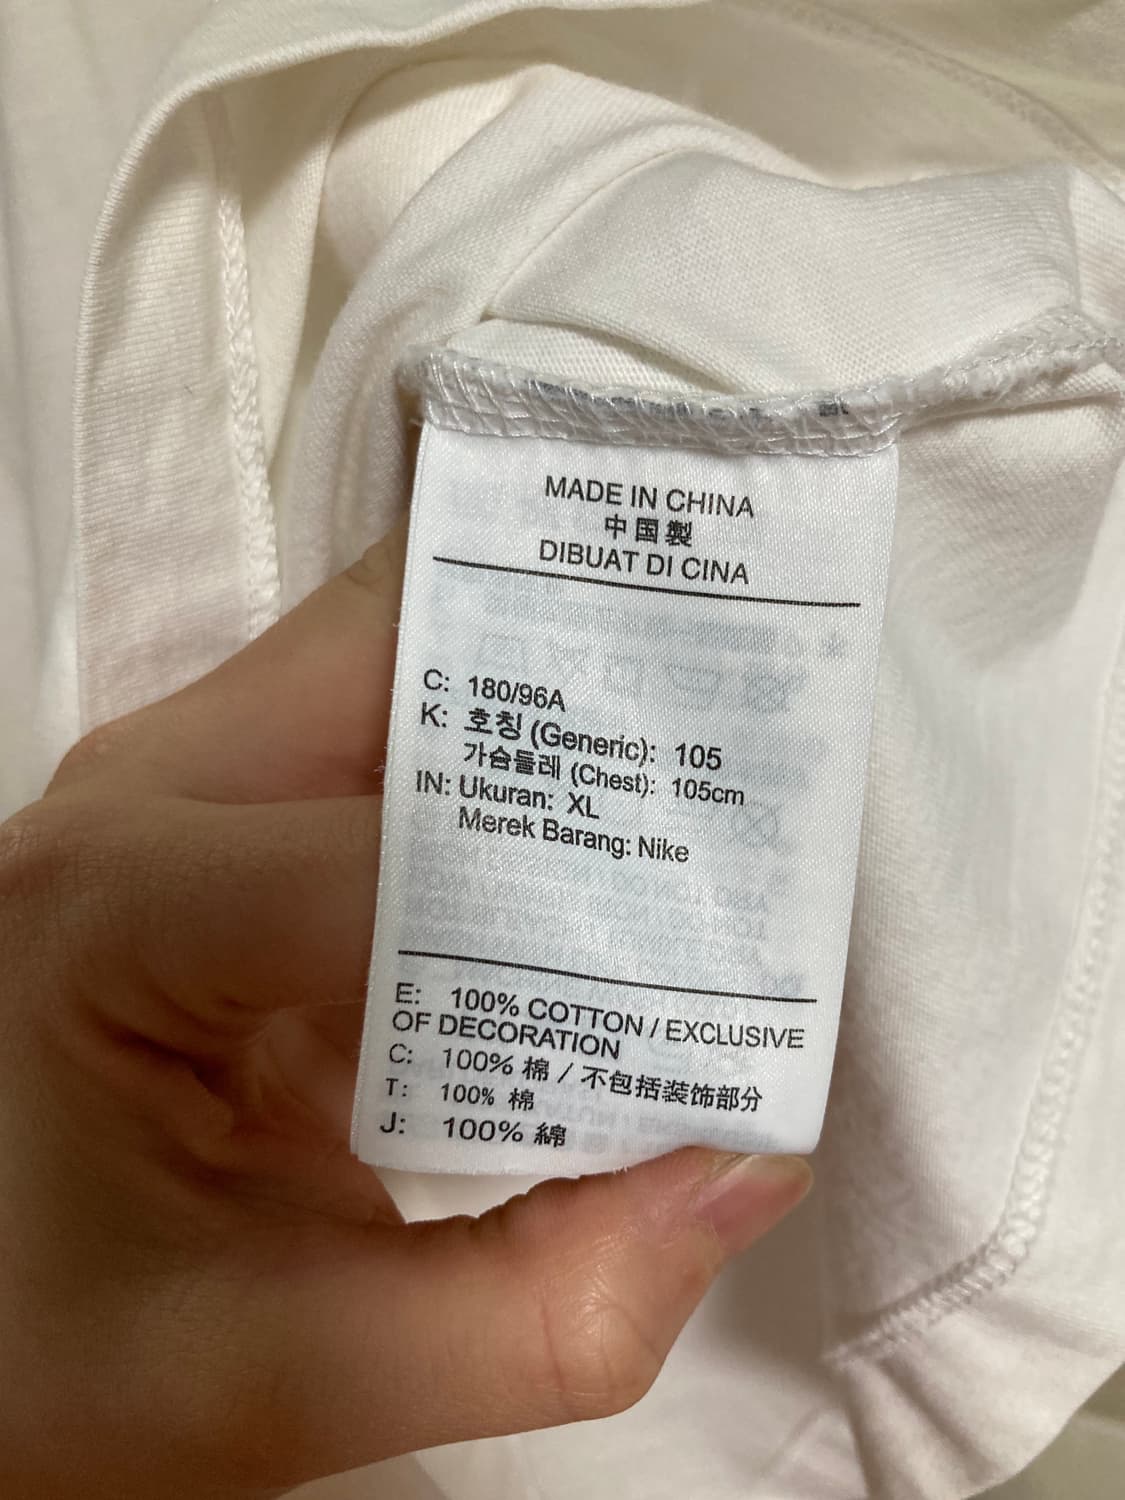 MADE IN CHINA
中国製
DIBUAT DI CINA
C: 180/96A
K: 호칭 (Generic): 105
가슴둘레 (Chest): 105cm
IN: Ukuran: XL
Merek Barang: Nike
E: 100% COTTON / EXCLUSIVE
OF DECORATION
C: 100% 棉 / 不包括装饰部分
T: 100% 棉
J: 100% 綿